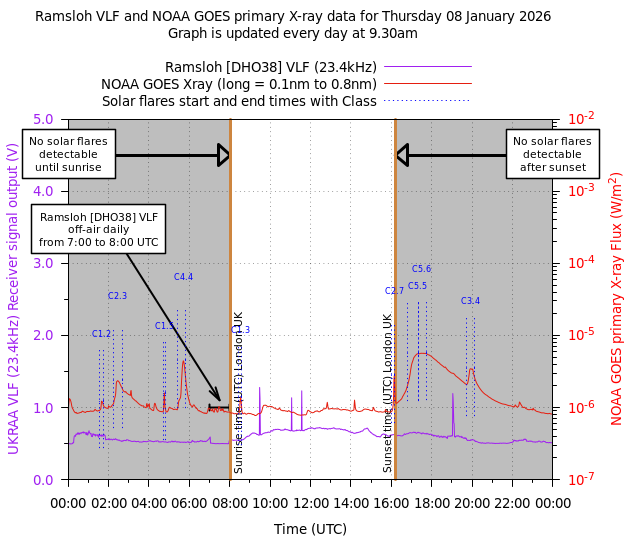 Ramsloh VLF and NOAA GOES primary X-ray data for Thursday 08 January 2026
Graph is updated every day at 9.30am
Ramsloh [DHO38] VLF (23.4kHz)
NOAA GOES Xray (long = 0.1nm to 0.8nm)
Solar flares start and end times with Class
5.0
4.0
3.0
2.0
1.0
0.0
UKRAA VLF (23.4kHz) Receiver signal output (V)
No solar flares
detectable
until sunrise
No solar flares
detectable
after sunset
Ramsloh [DHO38] VLF
off-air daily
from 7:00 to 8:00 UTC
C1.2
C2.3
C4.4
C2.7
C5.5
C5.6
C3.4
Sunrise time (UTC) London UK
Sunset time (UTC) London UK
10-2
10-3
10-4
10-5
10-6
10-7
NOAA GOES primary X-ray Flux (W/m2)
00:00 02:00 04:00 06:00 08:00 10:00 12:00 14:00 16:00 18:00 20:00 22:00 00:00
Time (UTC)